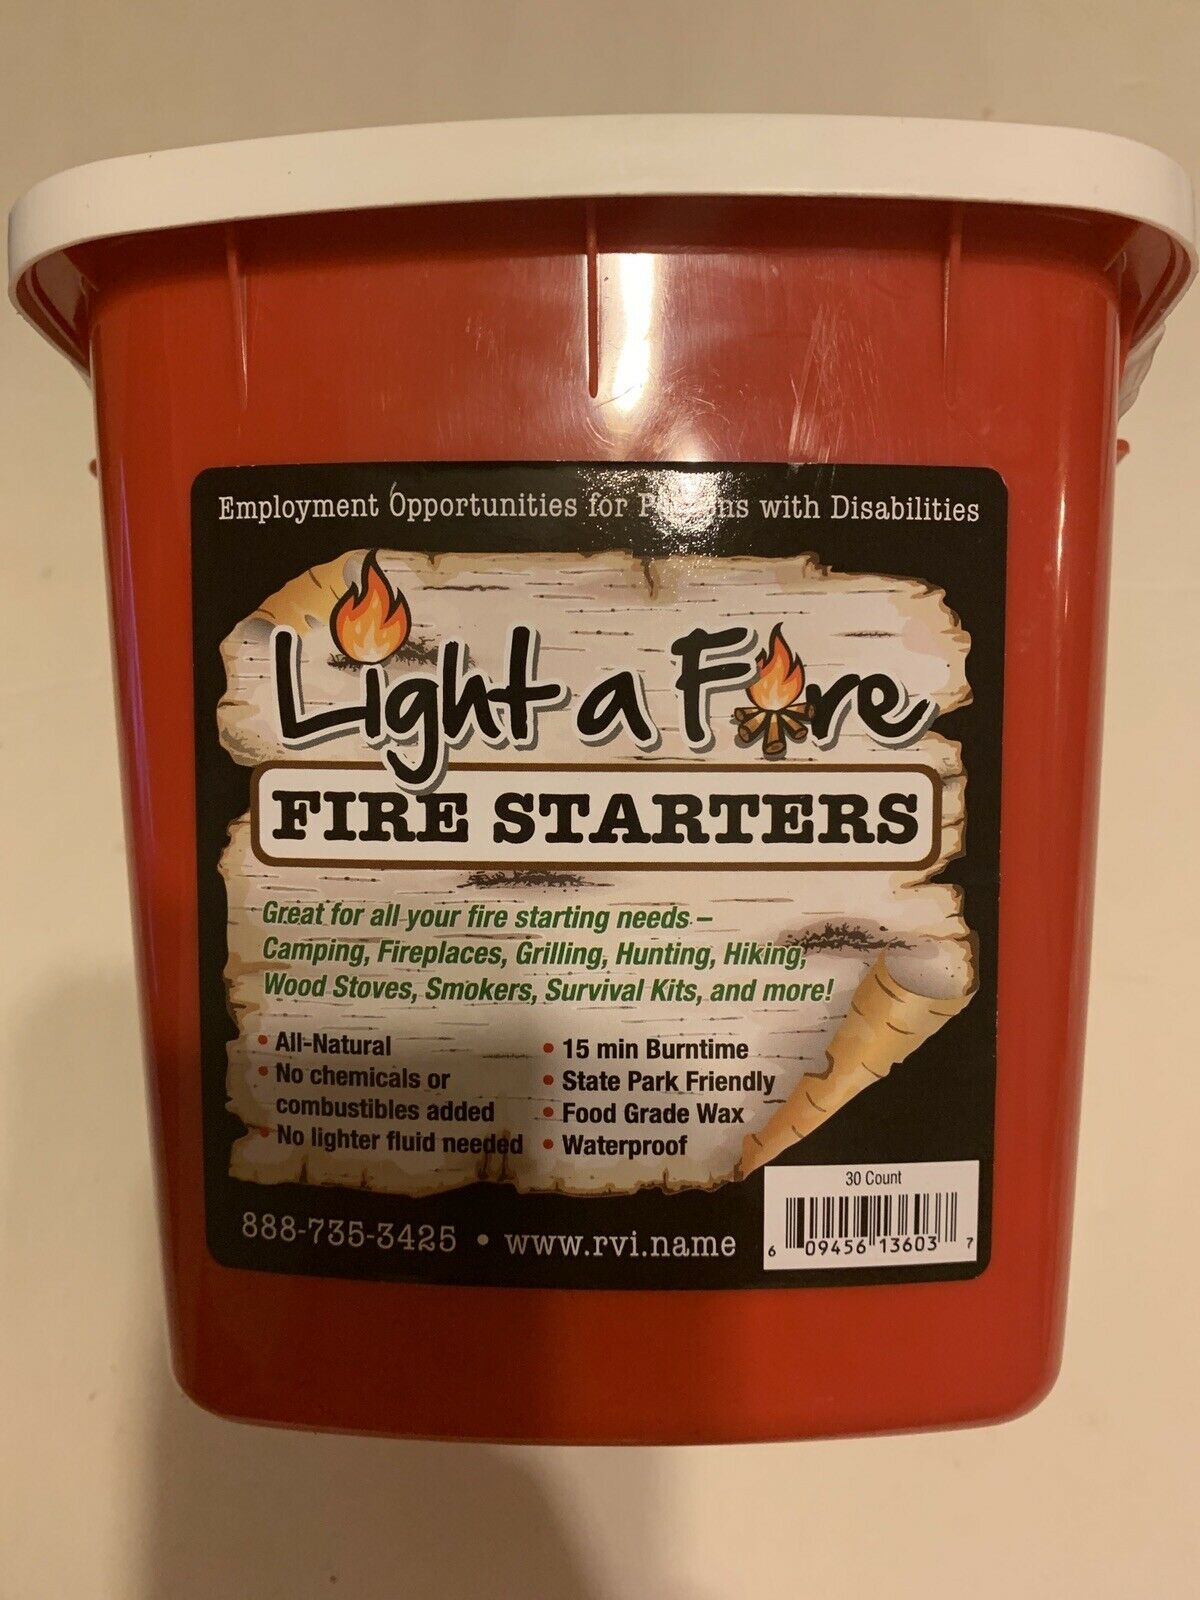 Employment Opportunities for Persons with Disabilities
Light a Fire
FIRE STARTERS
Great for all your fire starting needs –
Camping, Fireplaces, Grilling, Hunting, Hiking,
Wood Stoves, Smokers, Survival Kits, and more!
• All-Natural
• No chemicals or
combustibles added
• No lighter fluid needed
• 15 min Burntime
• State Park Friendly
• Food Grade Wax
• Waterproof
30 Count
6 09456 13603 7
888-735-3425 • www.rvi.name